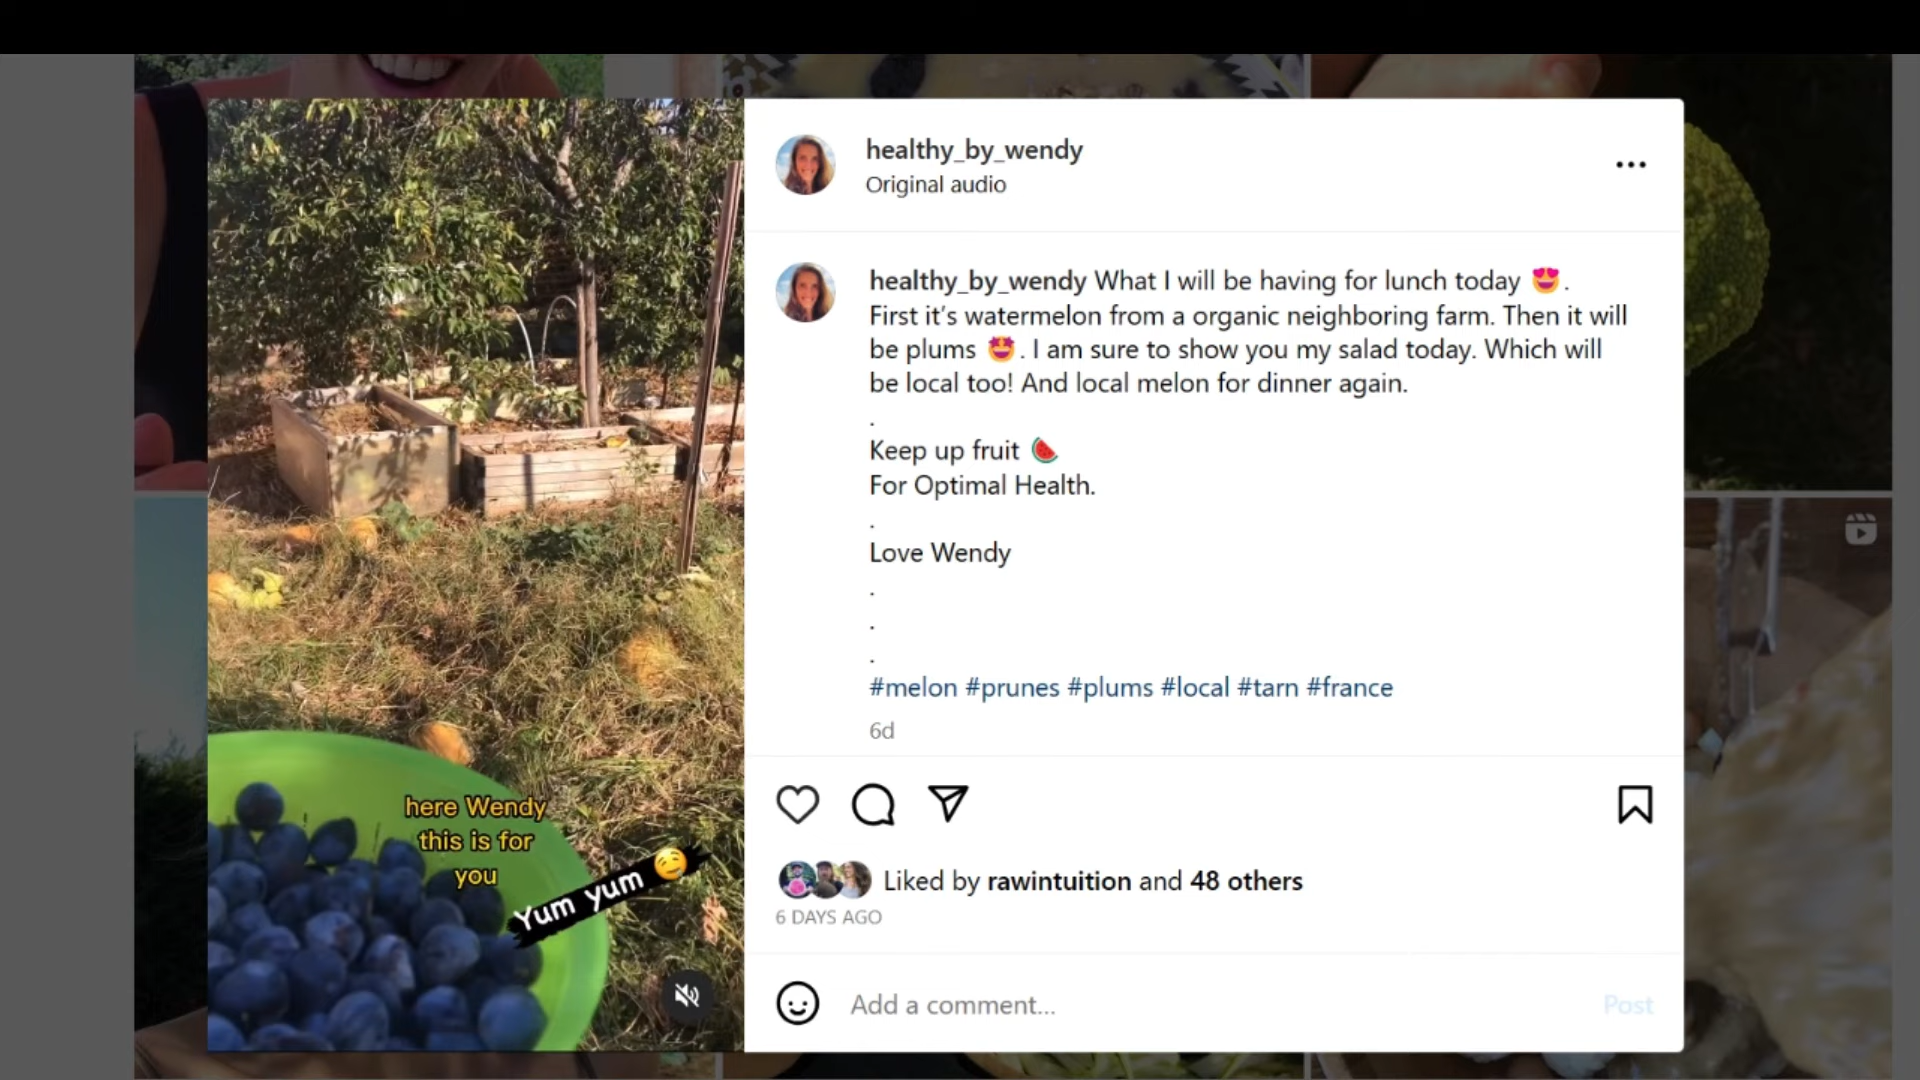 healthy_by_wendy
Original audio
healthy_by_wendy What I will be having for lunch today 😍.
First it’s watermelon from a organic neighboring farm. Then it will
be plums 🤩. I am sure to show you my salad today. Which will
be local too! And local melon for dinner again.
.
Keep up fruit 🍉
For Optimal Health.
.
Love Wendy
.
.
.
#melon #prunes #plums #local #tarn #france
6d
here Wendy
this is for
you
Yum yum 🤤
Liked by rawintuition and 48 others
6 DAYS AGO
Add a comment...
Post